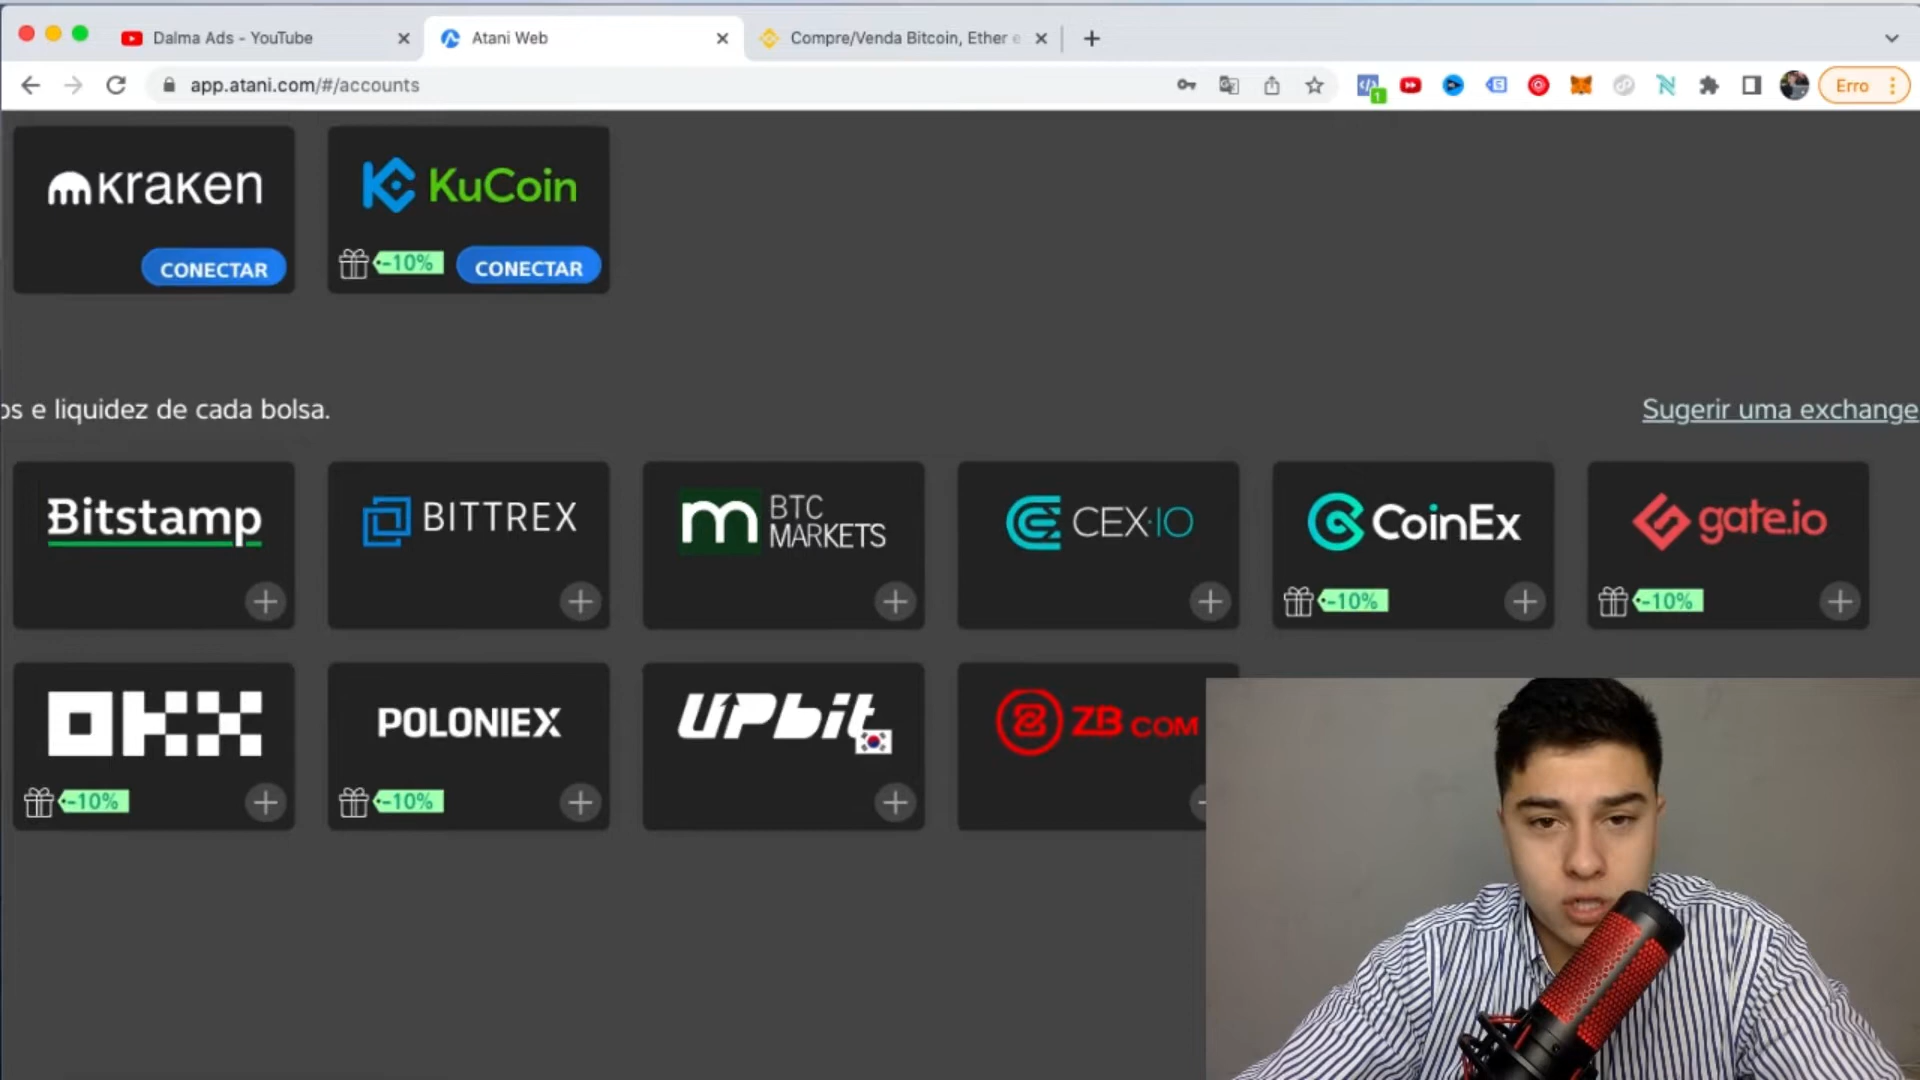 Dalma Ads - YouTube
Atani Web
Compre/Venda Bitcoin, Ether e
app.atani.com/#/accounts
1
Erro
kraken
CONECTAR
KuCoin
-10%
CONECTAR
os e liquidez de cada bolsa.
Sugerir uma exchange
Bitstamp
BITTREX
m BTC
MARKETS
CEX·IO
CoinEx
-10%
gate.io
-10%
OKX
-10%
POLONIEX
-10%
UPbit
ZB COM